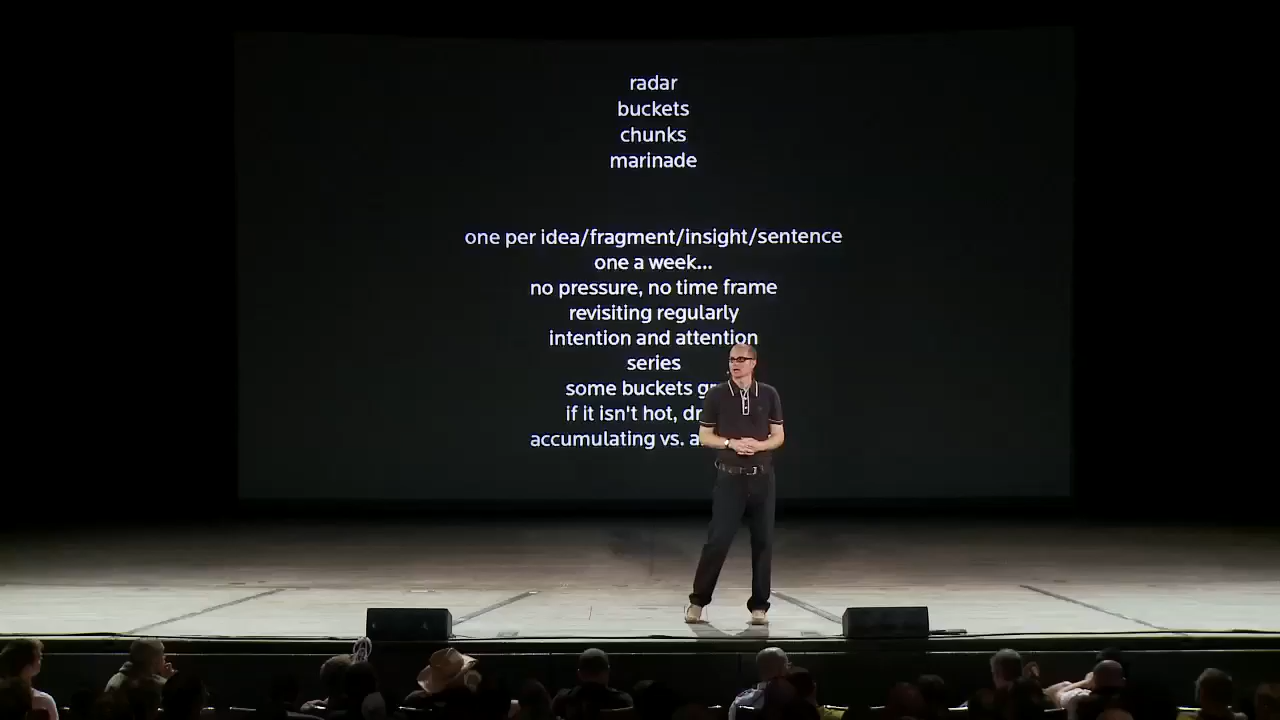 radar
buckets
chunks
marinade
one per idea/fragment/insight/sentence
one a week...
no pressure, no time frame
revisiting regularly
intention and attention
series
some buckets
if it isn't hot,
accumulating vs.